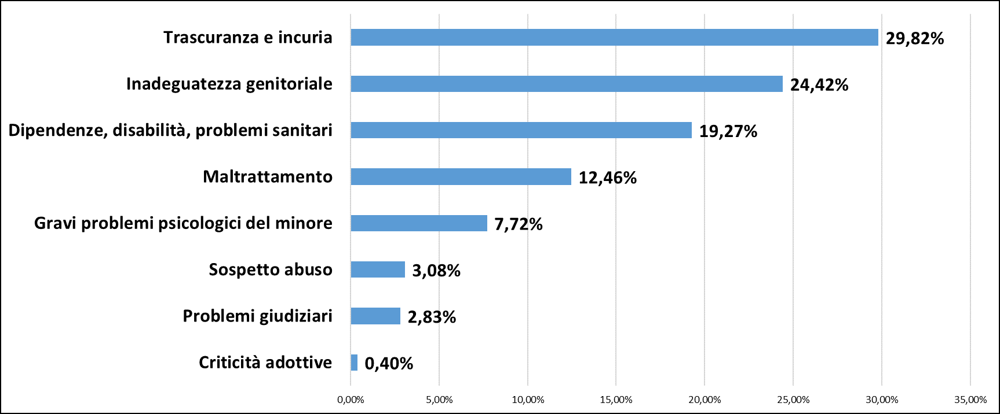 Trascuranza e incuria 29,82%
Inadeguatezza genitoriale 24,42%
Dipendenze, disabilità, problemi sanitari 19,27%
Maltrattamento 12,46%
Gravi problemi psicologici del minore 7,72%
Sospetto abuso 3,08%
Problemi giudiziari 2,83%
Criticità adottive 0,40%
0,00% 5,00% 10,00% 15,00% 20,00% 25,00% 30,00% 35,00%